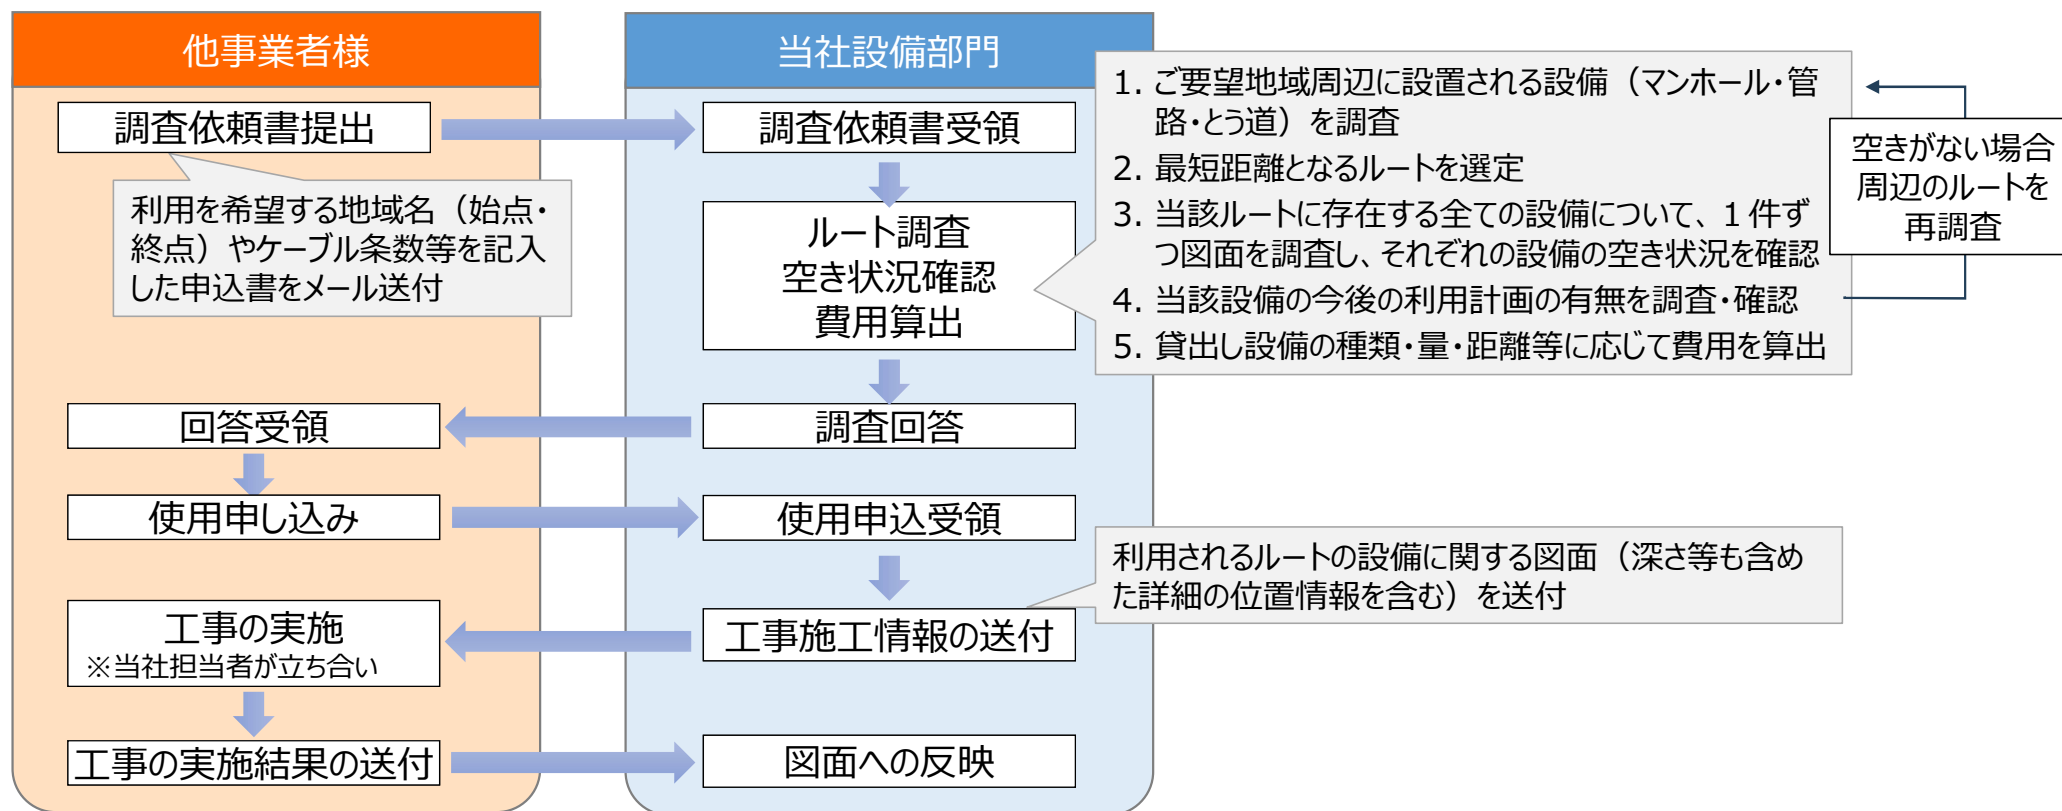 他事業者様
当社設備部門
調査依頼書提出
調査依頼書受領
利用を希望する地域名（始点・
終点）やケーブル条数等を記入
した申込書をメール送付
ルート調査
空き状況確認
費用算出
1. ご要望地域周辺に設置される設備（マンホール・管
路・とう道）を調査
2. 最短距離となるルートを選定
3. 当該ルートに存在する全ての設備について、１件ず
つ図面を調査し、それぞれの設備の空き状況を確認
4. 当該設備の今後の利用計画の有無を調査・確認
5. 貸出し設備の種類・量・距離等に応じて費用を算出
空きがない場合
周辺のルートを
再調査
回答受領
調査回答
使用申し込み
使用申込受領
利用されるルートの設備に関する図面（深さ等も含め
た詳細の位置情報を含む）を送付
工事の実施
※当社担当者が立ち合い
工事施工情報の送付
工事の実施結果の送付
図面への反映